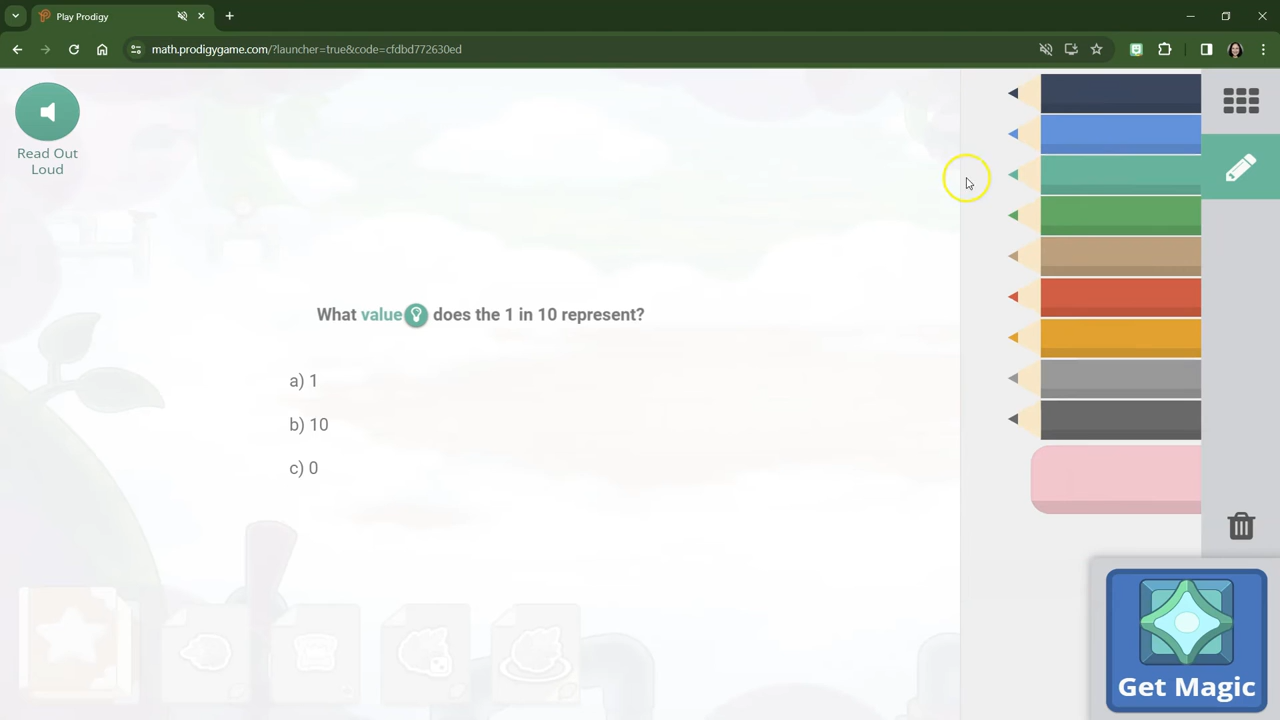 Play Prodigy
math.prodigygame.com/?launcher=true&code=cfdbd772630ed
Read Out
Loud
What value does the 1 in 10 represent?
a) 1
b) 10
c) 0
Get Magic